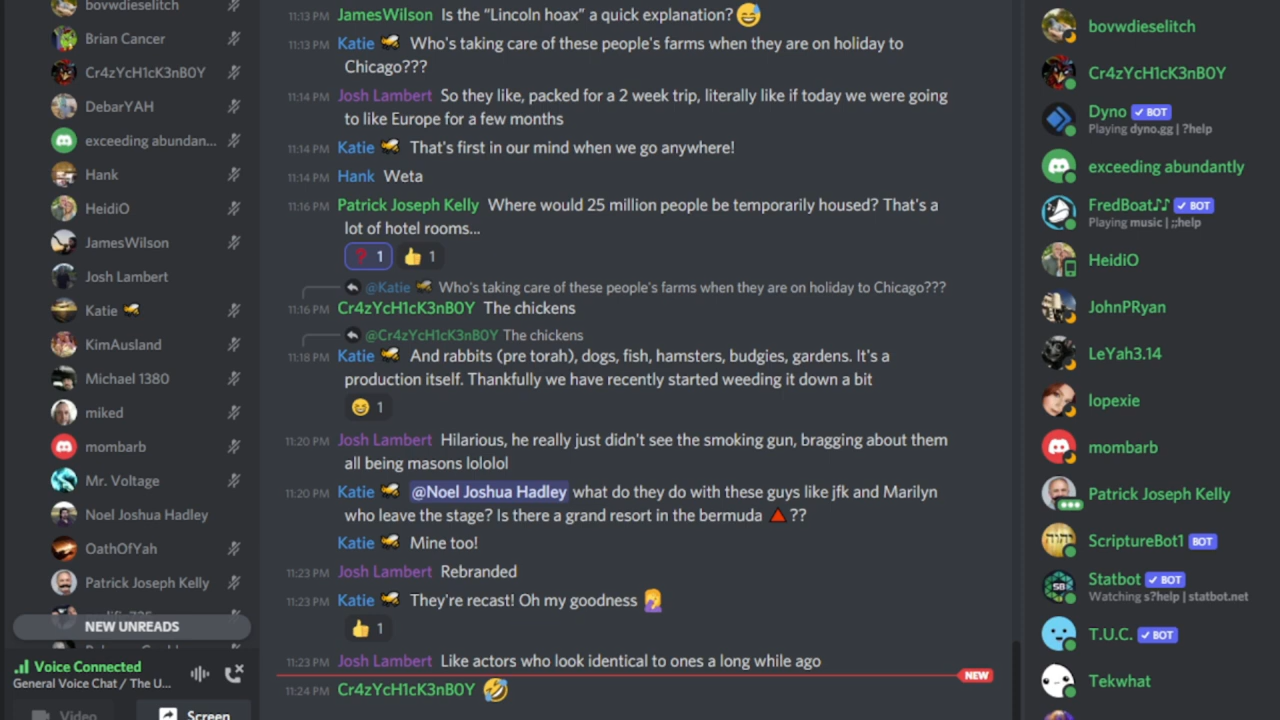 bovwdieselitch
Brian Cancer
Cr4zYcH1cK3nB0Y
DebarYAH
exceeding abundan...
Hank
HeidiO
JamesWilson
Josh Lambert
Katie
KimAusland
Michael 1380
miked
mombarb
Mr. Voltage
Noel Joshua Hadley
OathOfYah
Patrick Joseph Kelly
NEW UNREADS
Voice Connected
General Voice Chat / The U...
Video
Screen
11:13 PM JamesWilson Is the “Lincoln hoax” a quick explanation?
11:13 PM Katie Who's taking care of these people's farms when they are on holiday to
Chicago???
11:14 PM Josh Lambert So they like, packed for a 2 week trip, literally like if today we were going
to like Europe for a few months
11:14 PM Katie That's first in our mind when we go anywhere!
11:14 PM Hank Weta
11:16 PM Patrick Joseph Kelly Where would 25 million people be temporarily housed? That's a
lot of hotel rooms...
1 1
@Katie Who's taking care of these people's farms when they are on holiday to Chicago???
11:16 PM Cr4zYcH1cK3nB0Y The chickens
@Cr4zYcH1cK3nB0Y The chickens
11:18 PM Katie And rabbits (pre torah), dogs, fish, hamsters, budgies, gardens. It's a
production itself. Thankfully we have recently started weeding it down a bit
1
11:20 PM Josh Lambert Hilarious, he really just didn't see the smoking gun, bragging about them
all being masons lololol
11:20 PM Katie @Noel Joshua Hadley what do they do with these guys like jfk and Marilyn
who leave the stage? Is there a grand resort in the bermuda 🔺 ??
Katie Mine too!
11:23 PM Josh Lambert Rebranded
11:23 PM Katie They're recast! Oh my goodness
1
11:23 PM Josh Lambert Like actors who look identical to ones a long while ago
NEW
11:24 PM Cr4zYcH1cK3nB0Y 🤣
bovwdieselitch
Cr4zYcH1cK3nB0Y
Dyno ✓ BOT
Playing dyno.gg | ?help
exceeding abundantly
FredBoat♪♪ ✓ BOT
Playing music | ;;help
HeidiO
JohnPRyan
LeYah3.14
lopexie
mombarb
Patrick Joseph Kelly
ScriptureBot1 BOT
Statbot ✓ BOT
Watching s?help | statbot.net
T.U.C. ✓ BOT
Tekwhat